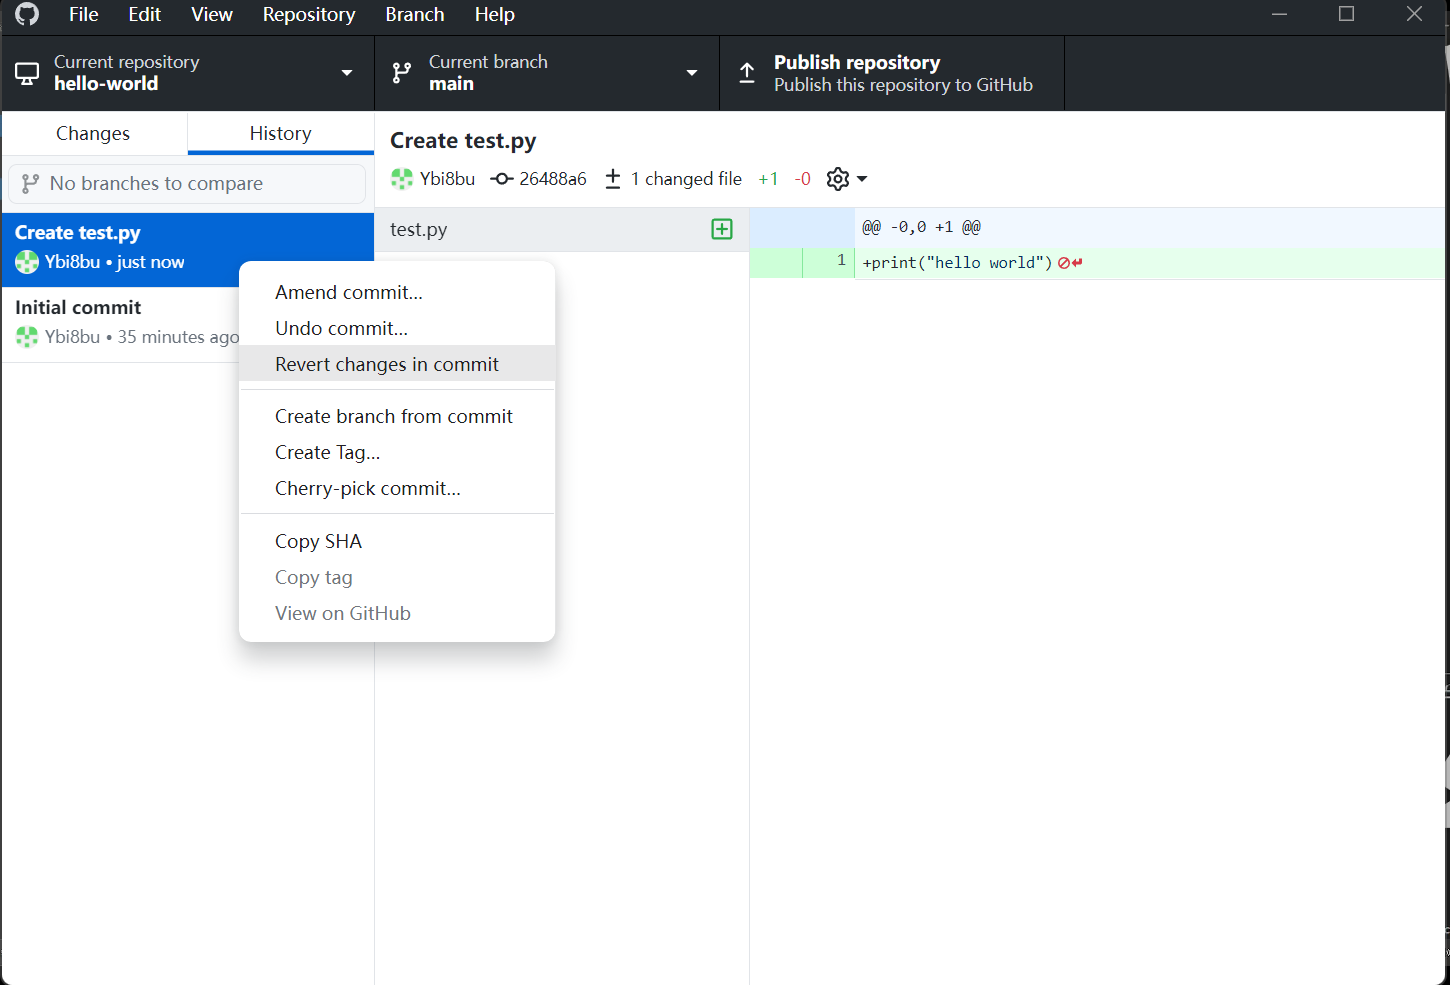 File Edit View Repository Branch Help
Current repository
hello-world
Current branch
main
Publish repository
Publish this repository to GitHub
Changes
History
No branches to compare
Create test.py
Ybi8bu • just now
Initial commit
Ybi8bu • 35 minutes ago
Create test.py
Ybi8bu 26488a6 1 changed file +1 -0
test.py
@@ -0,0 +1 @@
1 +print("hello world")
Amend commit...
Undo commit...
Revert changes in commit
Create branch from commit
Create Tag...
Cherry-pick commit...
Copy SHA
Copy tag
View on GitHub